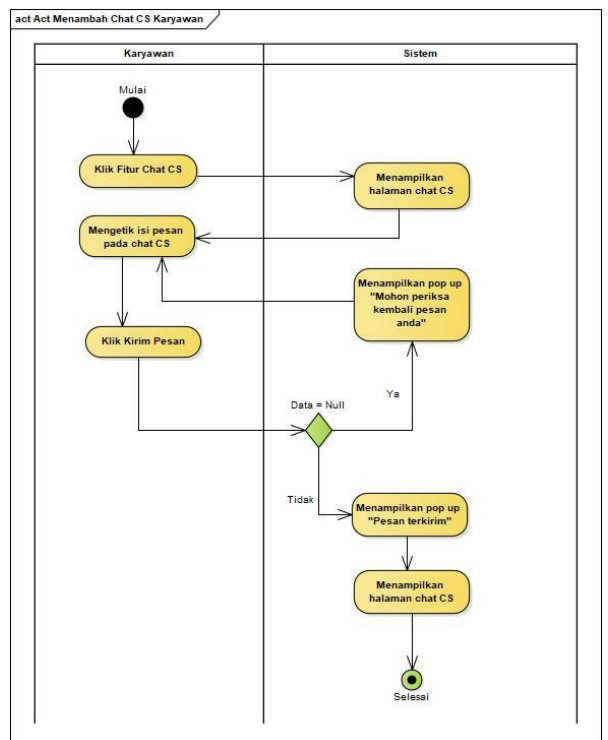 act Act Menambah Chat CS Karyawan
Karyawan
Sistem
Mulai
Klik Fitur Chat CS
Menampilkan
halaman chat CS
Mengetik isi pesan
pada chat CS
Menampilkan pop up
"Mohon periksa
kembali pesan
anda"
Klik Kirim Pesan
Data = Null
Ya
Tidak
Menampilkan pop up
"Pesan terkirim"
Menampilkan
halaman chat CS
Selesai